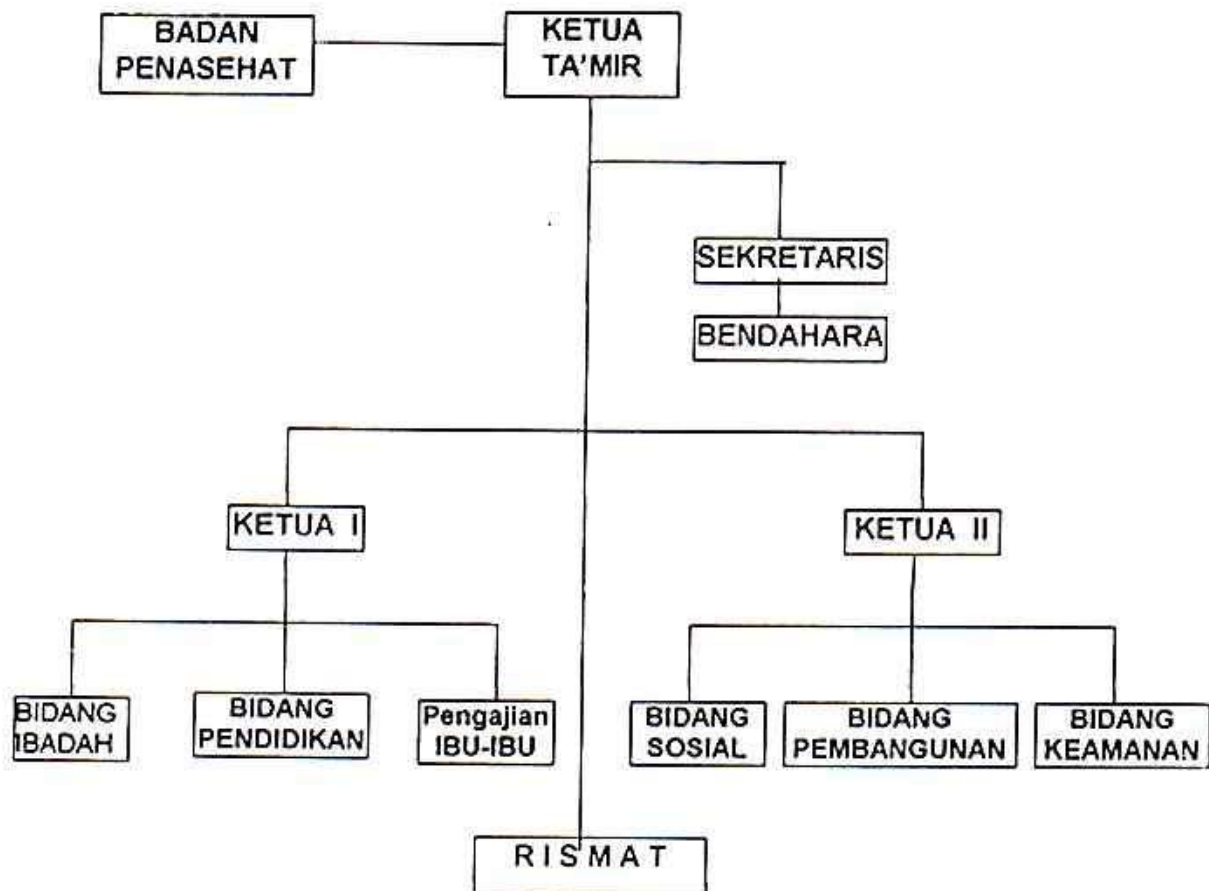 BADAN
PENASEHAT
KETUA
TA'MIR
SEKRETARIS
BENDAHARA
KETUA I
KETUA II
BIDANG
IBADAH
BIDANG
PENDIDIKAN
Pengajian
IBU-IBU
BIDANG
SOSIAL
BIDANG
PEMBANGUNAN
BIDANG
KEAMANAN
R I S M A T